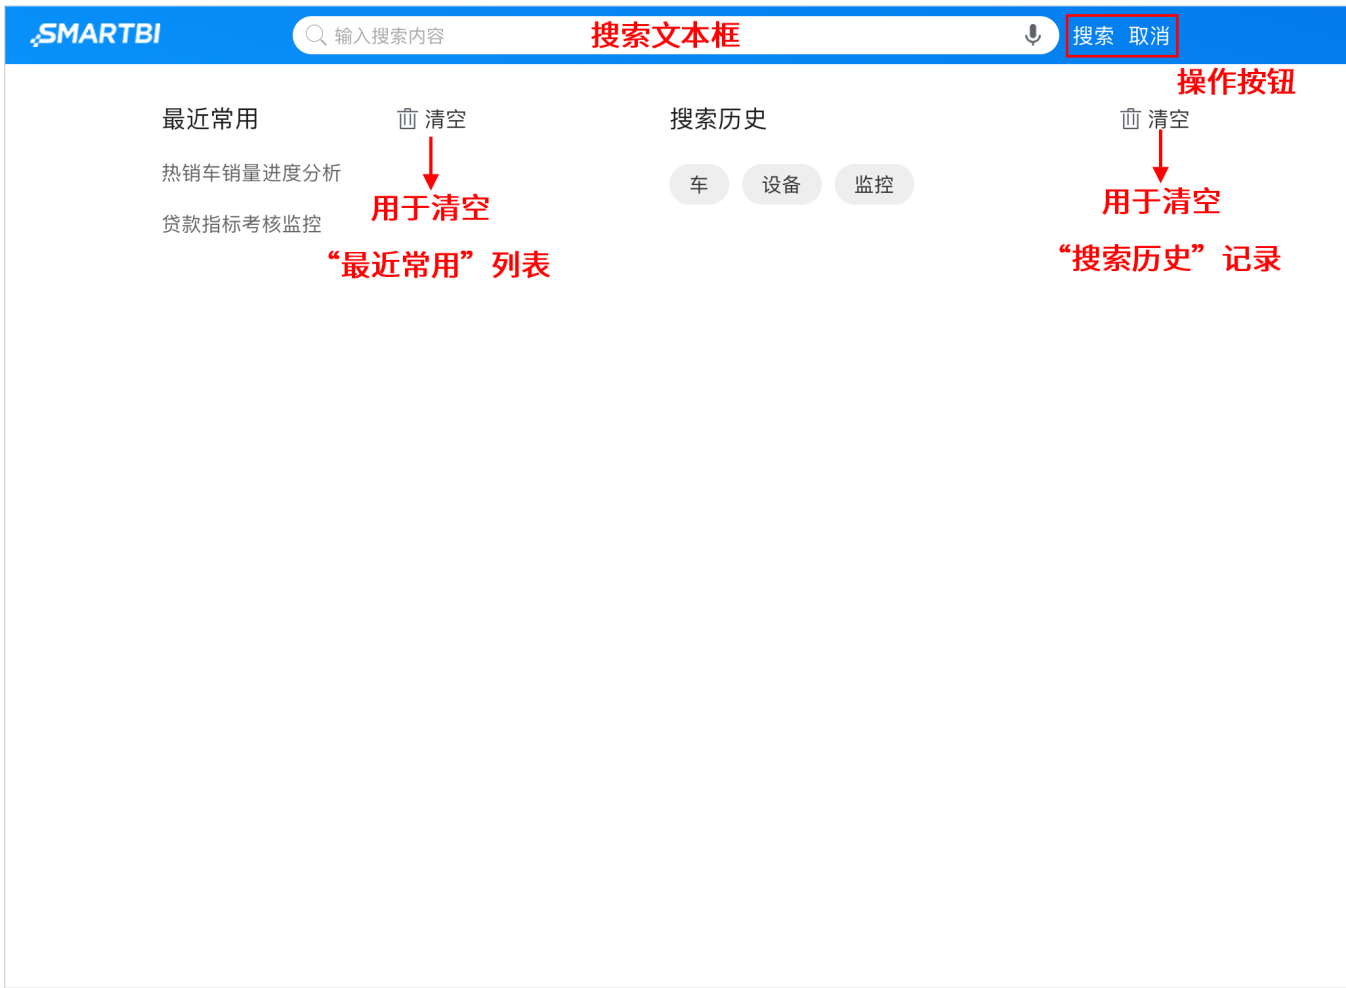 SMARTBI
输入搜索内容
搜索文本框
搜索 取消
操作按钮
最近常用
清空
热销车销量进度分析
贷款指标考核监控
用于清空
“最近常用”列表
搜索历史
清空
车 设备 监控
用于清空
“搜索历史”记录